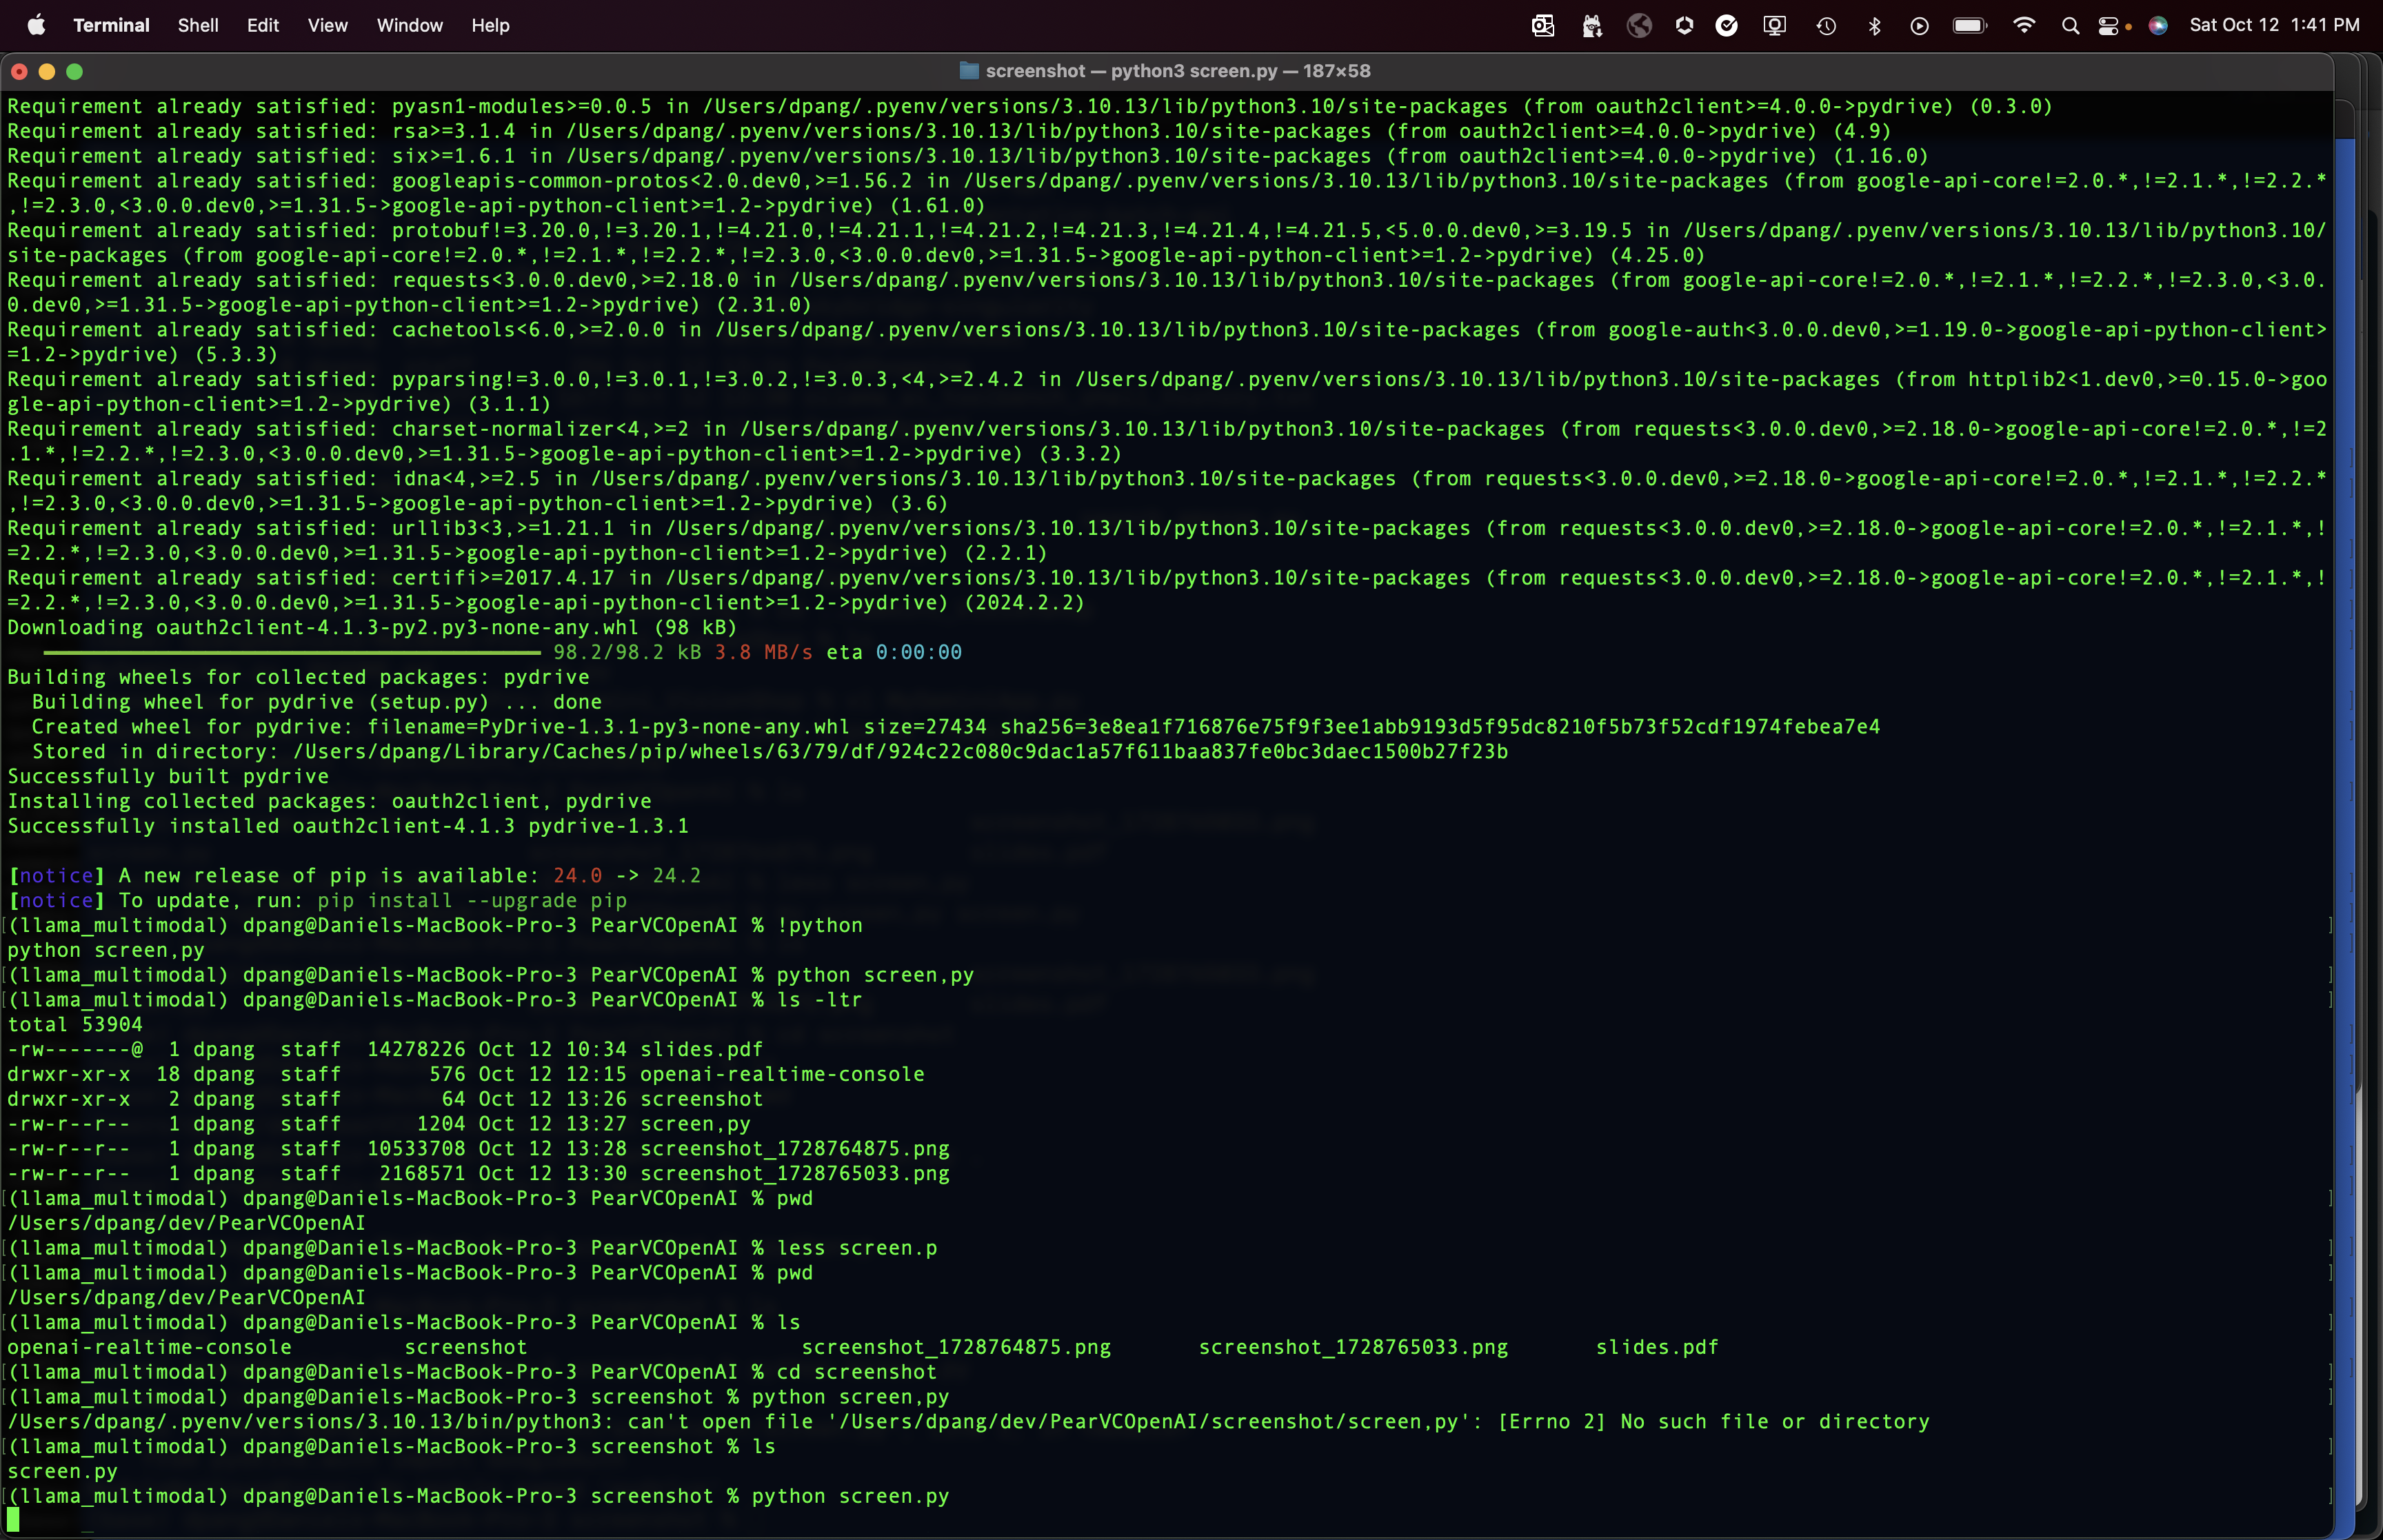 Terminal Shell Edit View Window Help Sat Oct 12 1:41 PM
screenshot — python3 screen.py — 187×58
Requirement already satisfied: pyasn1-modules>=0.0.5 in /Users/dpang/.pyenv/versions/3.10.13/lib/python3.10/site-packages (from oauth2client>=4.0.0->pydrive) (0.3.0)
Requirement already satisfied: rsa>=3.1.4 in /Users/dpang/.pyenv/versions/3.10.13/lib/python3.10/site-packages (from oauth2client>=4.0.0->pydrive) (4.9)
Requirement already satisfied: six>=1.6.1 in /Users/dpang/.pyenv/versions/3.10.13/lib/python3.10/site-packages (from oauth2client>=4.0.0->pydrive) (1.16.0)
Requirement already satisfied: googleapis-common-protos<2.0.dev0,>=1.56.2 in /Users/dpang/.pyenv/versions/3.10.13/lib/python3.10/site-packages (from google-api-core!=2.0.*,!=2.1.*,!=2.2.*
,!=2.3.0,<3.0.0.dev0,>=1.31.5->google-api-python-client>=1.2->pydrive) (1.61.0)
Requirement already satisfied: protobuf!=3.20.0,!=3.20.1,!=4.21.0,!=4.21.1,!=4.21.2,!=4.21.3,!=4.21.4,!=4.21.5,<5.0.0.dev0,>=3.19.5 in /Users/dpang/.pyenv/versions/3.10.13/lib/python3.10/
site-packages (from google-api-core!=2.0.*,!=2.1.*,!=2.2.*,!=2.3.0,<3.0.0.dev0,>=1.31.5->google-api-python-client>=1.2->pydrive) (4.25.0)
Requirement already satisfied: requests<3.0.0.dev0,>=2.18.0 in /Users/dpang/.pyenv/versions/3.10.13/lib/python3.10/site-packages (from google-api-core!=2.0.*,!=2.1.*,!=2.2.*,!=2.3.0,<3.0.
0.dev0,>=1.31.5->google-api-python-client>=1.2->pydrive) (2.31.0)
Requirement already satisfied: cachetools<6.0,>=2.0.0 in /Users/dpang/.pyenv/versions/3.10.13/lib/python3.10/site-packages (from google-auth<3.0.0.dev0,>=1.19.0->google-api-python-client>
=1.2->pydrive) (5.3.3)
Requirement already satisfied: pyparsing!=3.0.0,!=3.0.1,!=3.0.2,!=3.0.3,<4,>=2.4.2 in /Users/dpang/.pyenv/versions/3.10.13/lib/python3.10/site-packages (from httplib2<1.dev0,>=0.15.0->goo
gle-api-python-client>=1.2->pydrive) (3.1.1)
Requirement already satisfied: charset-normalizer<4,>=2 in /Users/dpang/.pyenv/versions/3.10.13/lib/python3.10/site-packages (from requests<3.0.0.dev0,>=2.18.0->google-api-core!=2.0.*,!=2
.1.*,!=2.2.*,!=2.3.0,<3.0.0.dev0,>=1.31.5->google-api-python-client>=1.2->pydrive) (3.3.2)
Requirement already satisfied: idna<4,>=2.5 in /Users/dpang/.pyenv/versions/3.10.13/lib/python3.10/site-packages (from requests<3.0.0.dev0,>=2.18.0->google-api-core!=2.0.*,!=2.1.*,!=2.2.*
,!=2.3.0,<3.0.0.dev0,>=1.31.5->google-api-python-client>=1.2->pydrive) (3.6)
Requirement already satisfied: urllib3<3,>=1.21.1 in /Users/dpang/.pyenv/versions/3.10.13/lib/python3.10/site-packages (from requests<3.0.0.dev0,>=2.18.0->google-api-core!=2.0.*,!=2.1.*,!
=2.2.*,!=2.3.0,<3.0.0.dev0,>=1.31.5->google-api-python-client>=1.2->pydrive) (2.2.1)
Requirement already satisfied: certifi>=2017.4.17 in /Users/dpang/.pyenv/versions/3.10.13/lib/python3.10/site-packages (from requests<3.0.0.dev0,>=2.18.0->google-api-core!=2.0.*,!=2.1.*,!
=2.2.*,!=2.3.0,<3.0.0.dev0,>=1.31.5->google-api-python-client>=1.2->pydrive) (2024.2.2)
Downloading oauth2client-4.1.3-py2.py3-none-any.whl (98 kB)
98.2/98.2 kB 3.8 MB/s eta 0:00:00
Building wheels for collected packages: pydrive
Building wheel for pydrive (setup.py) ... done
Created wheel for pydrive: filename=PyDrive-1.3.1-py3-none-any.whl size=27434 sha256=3e8ea1f716876e75f9f3ee1abb9193d5f95dc8210f5b73f52cdf1974febea7e4
Stored in directory: /Users/dpang/Library/Caches/pip/wheels/63/79/df/924c22c080c9dac1a57f611baa837fe0bc3daec1500b27f23b
Successfully built pydrive
Installing collected packages: oauth2client, pydrive
Successfully installed oauth2client-4.1.3 pydrive-1.3.1
[notice] A new release of pip is available: 24.0 -> 24.2
[notice] To update, run: pip install --upgrade pip
[(llama_multimodal) dpang@Daniels-MacBook-Pro-3 PearVCOpenAI % !python ]
python screen,py
[(llama_multimodal) dpang@Daniels-MacBook-Pro-3 PearVCOpenAI % python screen,py ]
[(llama_multimodal) dpang@Daniels-MacBook-Pro-3 PearVCOpenAI % ls -ltr ]
total 53904
-rw-------@ 1 dpang staff 14278226 Oct 12 10:34 slides.pdf
drwxr-xr-x 18 dpang staff 576 Oct 12 12:15 openai-realtime-console
drwxr-xr-x 2 dpang staff 64 Oct 12 13:26 screenshot
-rw-r--r-- 1 dpang staff 1204 Oct 12 13:27 screen,py
-rw-r--r-- 1 dpang staff 10533708 Oct 12 13:28 screenshot_1728764875.png
-rw-r--r-- 1 dpang staff 2168571 Oct 12 13:30 screenshot_1728765033.png
[(llama_multimodal) dpang@Daniels-MacBook-Pro-3 PearVCOpenAI % pwd ]
/Users/dpang/dev/PearVCOpenAI
[(llama_multimodal) dpang@Daniels-MacBook-Pro-3 PearVCOpenAI % less screen.p ]
[(llama_multimodal) dpang@Daniels-MacBook-Pro-3 PearVCOpenAI % pwd ]
/Users/dpang/dev/PearVCOpenAI
[(llama_multimodal) dpang@Daniels-MacBook-Pro-3 PearVCOpenAI % ls ]
openai-realtime-console screenshot screenshot_1728764875.png screenshot_1728765033.png slides.pdf
[(llama_multimodal) dpang@Daniels-MacBook-Pro-3 PearVCOpenAI % cd screenshot ]
[(llama_multimodal) dpang@Daniels-MacBook-Pro-3 screenshot % python screen,py ]
/Users/dpang/.pyenv/versions/3.10.13/bin/python3: can't open file '/Users/dpang/dev/PearVCOpenAI/screenshot/screen,py': [Errno 2] No such file or directory
[(llama_multimodal) dpang@Daniels-MacBook-Pro-3 screenshot % ls ]
screen.py
[(llama_multimodal) dpang@Daniels-MacBook-Pro-3 screenshot % python screen.py ]